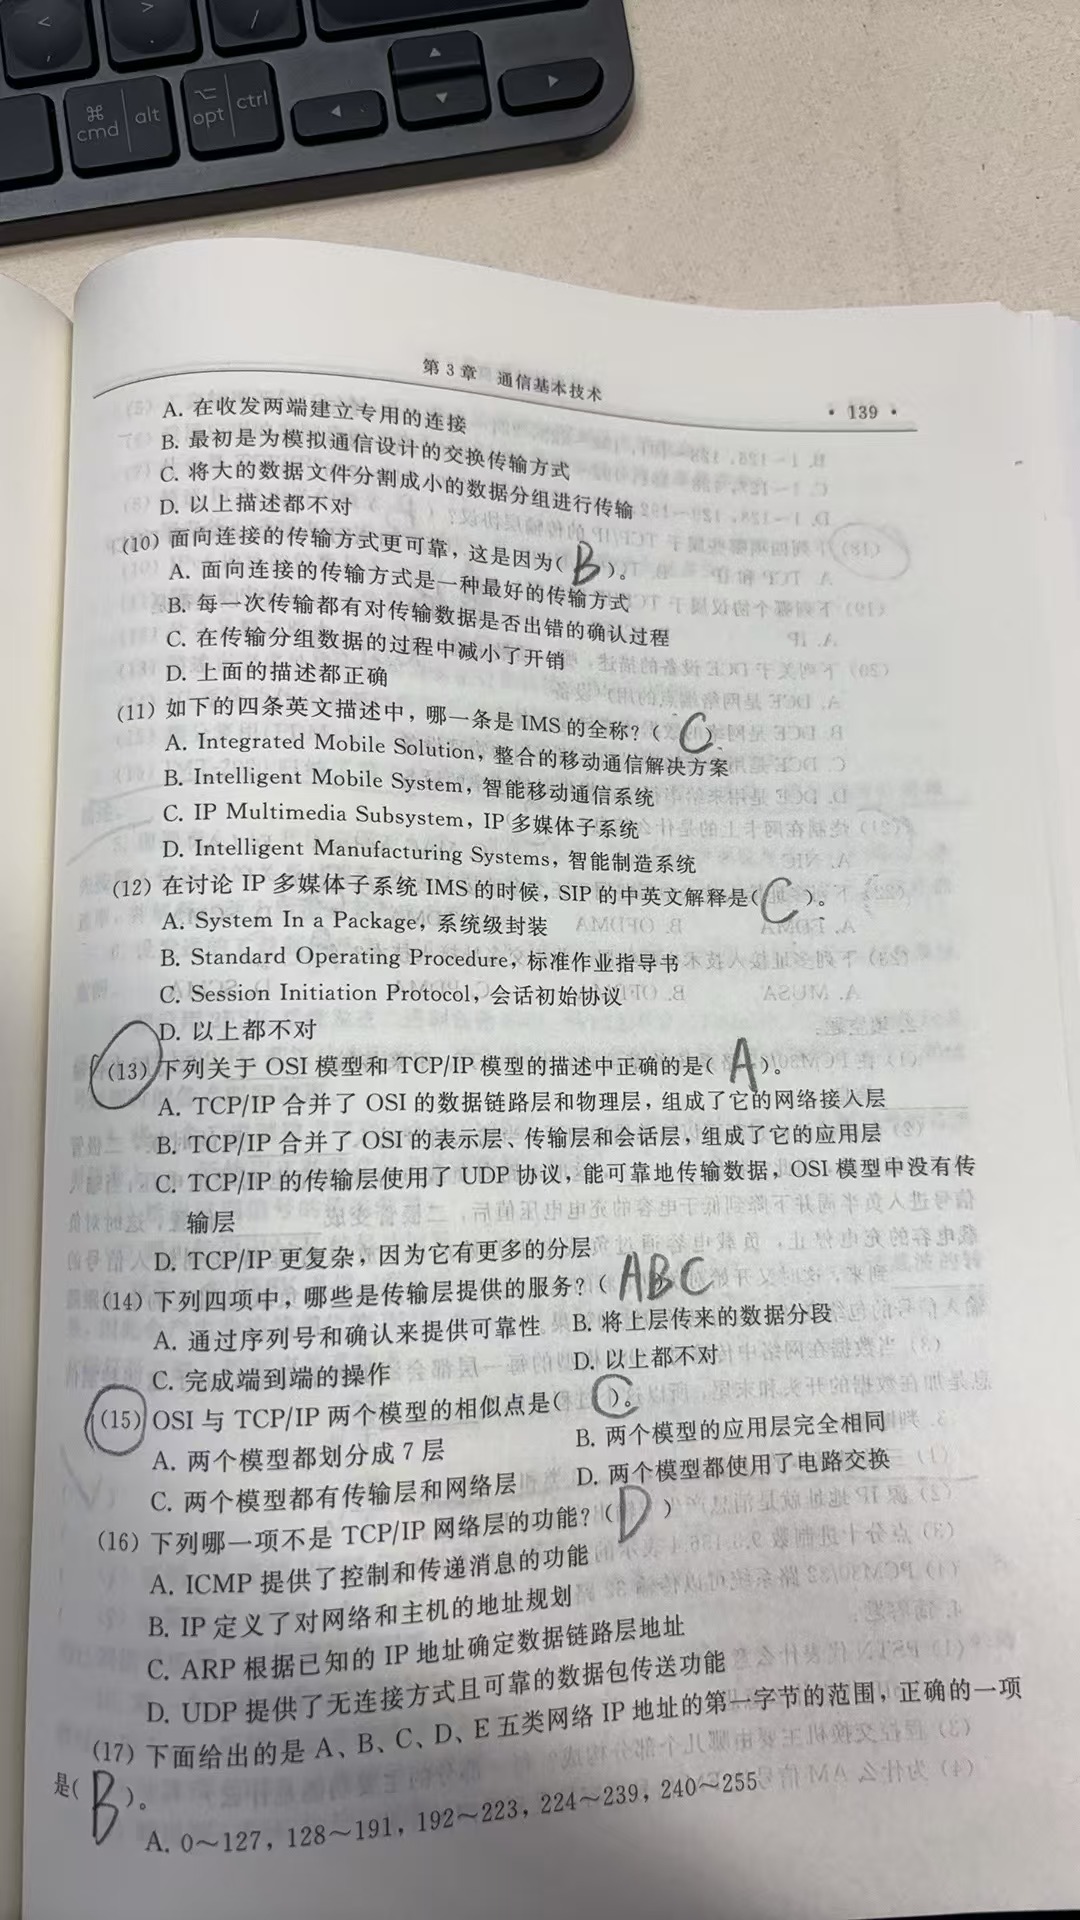 <
,
>
.
/
⌘
cmd
alt
⌥
opt
ctrl
第 3 章 通信基本技术
• 139 •
A. 在收发两端建立专用的连接
B. 最初是为模拟通信设计的交换传输方式
C. 将大的数据文件分割成小的数据分组进行传输
D. 以上描述都不对
(10) 面向连接的传输方式更可靠，这是因为( B )。
A. 面向连接的传输方式是一种最好的传输方式
B. 每一次传输都有对传输数据是否出错的确认过程
C. 在传输分组数据的过程中减小了开销
D. 上面的描述都正确
(11) 如下的四条英文描述中，哪一条是 IMS 的全称？( C )
A. Integrated Mobile Solution，整合的移动通信解决方案
B. Intelligent Mobile System，智能移动通信系统
C. IP Multimedia Subsystem，IP 多媒体子系统
D. Intelligent Manufacturing Systems，智能制造系统
(12) 在讨论 IP 多媒体子系统 IMS 的时候，SIP 的中英文解释是( C )。
A. System In a Package，系统级封装
B. Standard Operating Procedure，标准作业指导书
C. Session Initiation Protocol，会话初始协议
D. 以上都不对
(13) 下列关于 OSI 模型和 TCP/IP 模型的描述中正确的是( A )。
A. TCP/IP 合并了 OSI 的数据链路层和物理层，组成了它的网络接入层
B. TCP/IP 合并了 OSI 的表示层、传输层和会话层，组成了它的应用层
C. TCP/IP 的传输层使用了 UDP 协议，能可靠地传输数据，OSI 模型中没有传
输层
D. TCP/IP 更复杂，因为它有更多的分层
(14) 下列四项中，哪些是传输层提供的服务？( ABC )
A. 通过序列号和确认来提供可靠性 B. 将上层传来的数据分段
C. 完成端到端的操作 D. 以上都不对
(15) OSI 与 TCP/IP 两个模型的相似点是( C )。
A. 两个模型都划分成 7 层 B. 两个模型的应用层完全相同
C. 两个模型都有传输层和网络层 D. 两个模型都使用了电路交换
(16) 下列哪一项不是 TCP/IP 网络层的功能？( D )
A. ICMP 提供了控制和传递消息的功能
B. IP 定义了对网络和主机的地址规划
C. ARP 根据已知的 IP 地址确定数据链路层地址
D. UDP 提供了无连接方式且可靠的数据包传送功能
(17) 下面给出的是 A、B、C、D、E 五类网络 IP 地址的第一字节的范围，正确的一项
是( B )。
A. 0～127，128～191，192～223，224～239，240～255